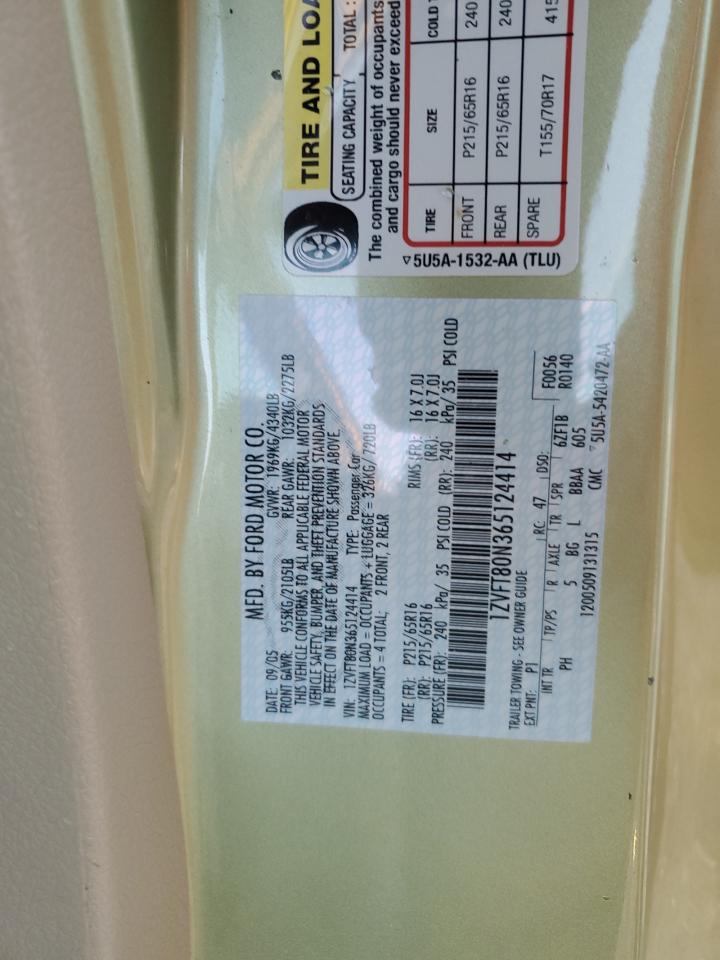 TIRE AND LOA
SEATING CAPACITY TOTAL:
The combined weight of occupants
and cargo should never exceed
TIRE SIZE COLD
FRONT P215/65R16 240
REAR P215/65R16 240
SPARE T155/70R17 415
▽5U5A-1532-AA (TLU)
MFD. BY FORD MOTOR CO.
DATE: 09/05 GVWR: 1969KG/4340LB
FRONT GAWR: 955KG/2105LB REAR GAWR: 1032KG/2275LB
THIS VEHICLE CONFORMS TO ALL APPLICABLE FEDERAL MOTOR
VEHICLE SAFETY, BUMPER, AND THEFT PREVENTION STANDARDS
IN EFFECT ON THE DATE OF MANUFACTURE SHOWN ABOVE.
VIN: 1ZVFT80N365124414 TYPE: Passenger Car
MAXIMUM LOAD = OCCUPANTS + LUGGAGE = 326KG/ 720LB
OCCUPANTS = 4 TOTAL; 2 FRONT, 2 REAR
TIRE (FR): P215/65R16 RIMS (FR): 16 X 7.0J
(RR): P215/65R16 (RR): 16 X 7.0J
PRESSURE (FR): 240 kPa/ 35 PSI COLD (RR): 240 kPa/ 35 PSI COLD
1ZVFT80N365124414
TRAILER TOWING - SEE OWNER GUIDE
EXT PNT: P1 RC: 47 DSO: F0056
INT TR TP/PS R AXLE TR SPR 6ZF1B R0140
PH 5 BG L BBAA 605
1200509131315 CMC ▽5U5A-5420472-AA